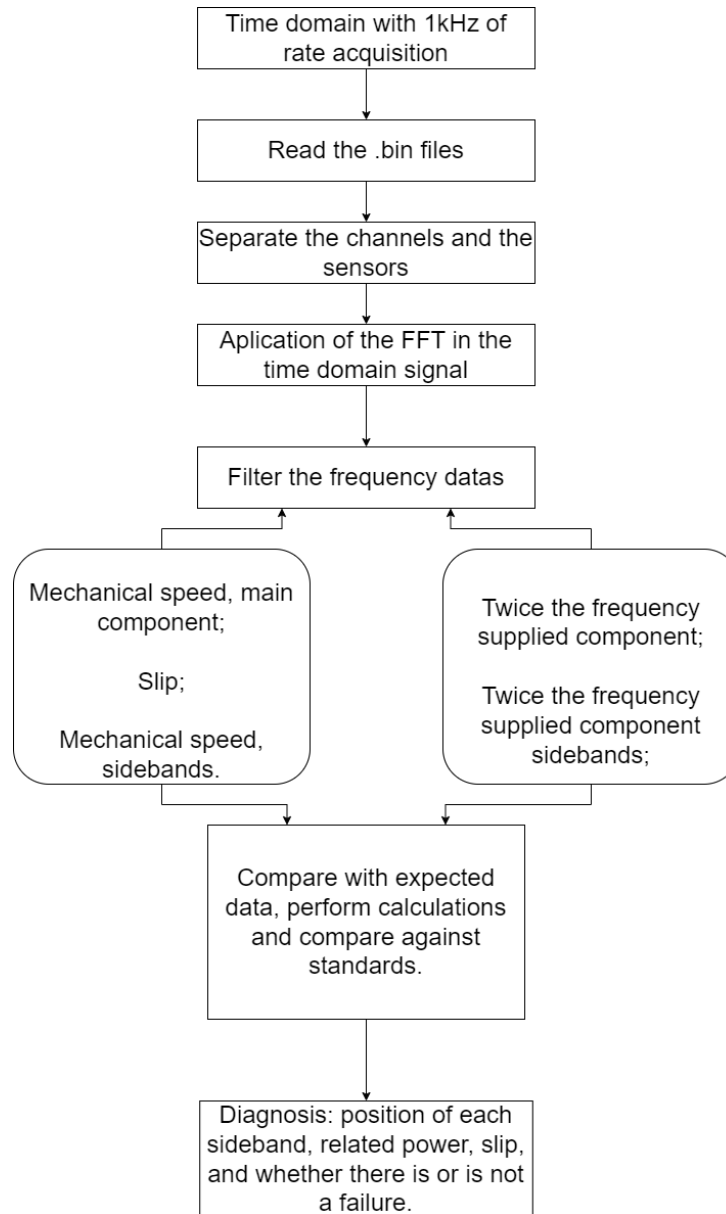 Time domain with 1kHz of
rate acquisition
Read the .bin files
Separate the channels and the
sensors
Aplication of the FFT in the
time domain signal
Filter the frequency datas
Mechanical speed, main
component;
Slip;
Mechanical speed,
sidebands.
Twice the frequency
supplied component;
Twice the frequency
supplied component
sidebands;
Compare with expected
data, perform calculations
and compare against
standards.
Diagnosis: position of each
sideband, related power, slip,
and whether there is or is not
a failure.